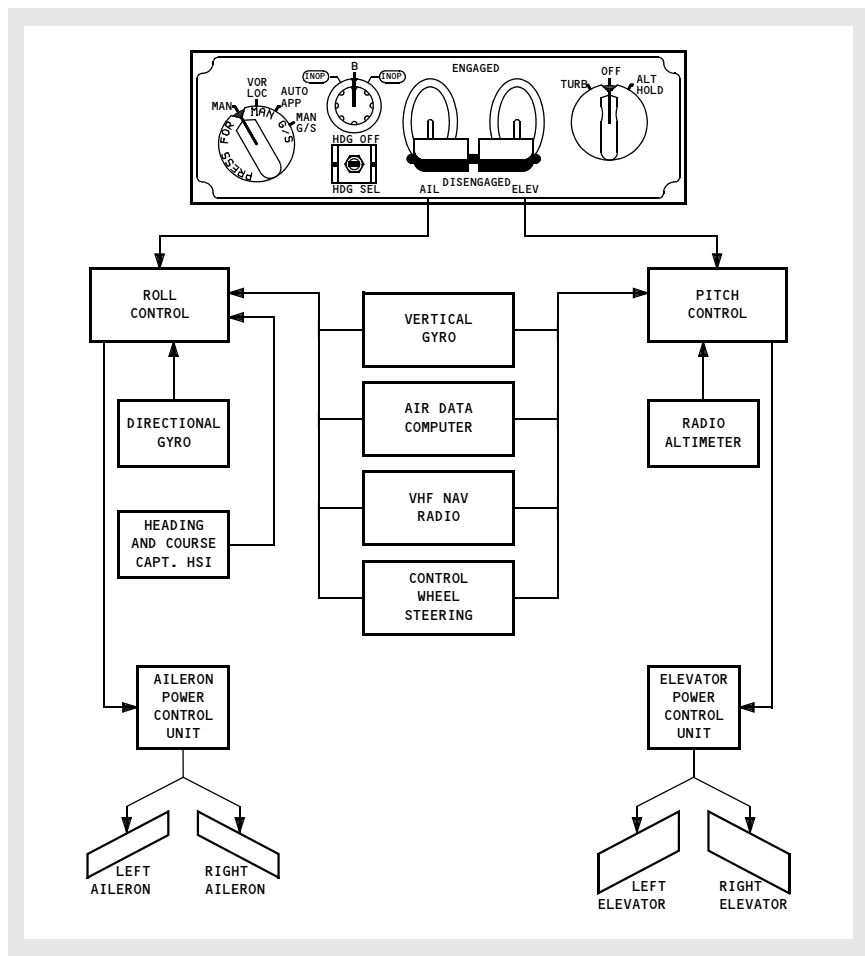 ENGAGED
B
INOP
INOP
VOR
LOC
AUTO
APP
MAN
MAN
G/S
PRESS FOR MAN G/S
HDG OFF
HDG SEL
OFF
TURB
ALT
HOLD
DISENGAGED
AIL
ELEV
ROLL
CONTROL
PITCH
CONTROL
VERTICAL
GYRO
AIR DATA
COMPUTER
DIRECTIONAL
GYRO
RADIO
ALTIMETER
VHF NAV
RADIO
HEADING
AND COURSE
CAPT. HSI
CONTROL
WHEEL
STEERING
AILERON
POWER
CONTROL
UNIT
ELEVATOR
POWER
CONTROL
UNIT
LEFT
AILERON
RIGHT
AILERON
LEFT
ELEVATOR
RIGHT
ELEVATOR